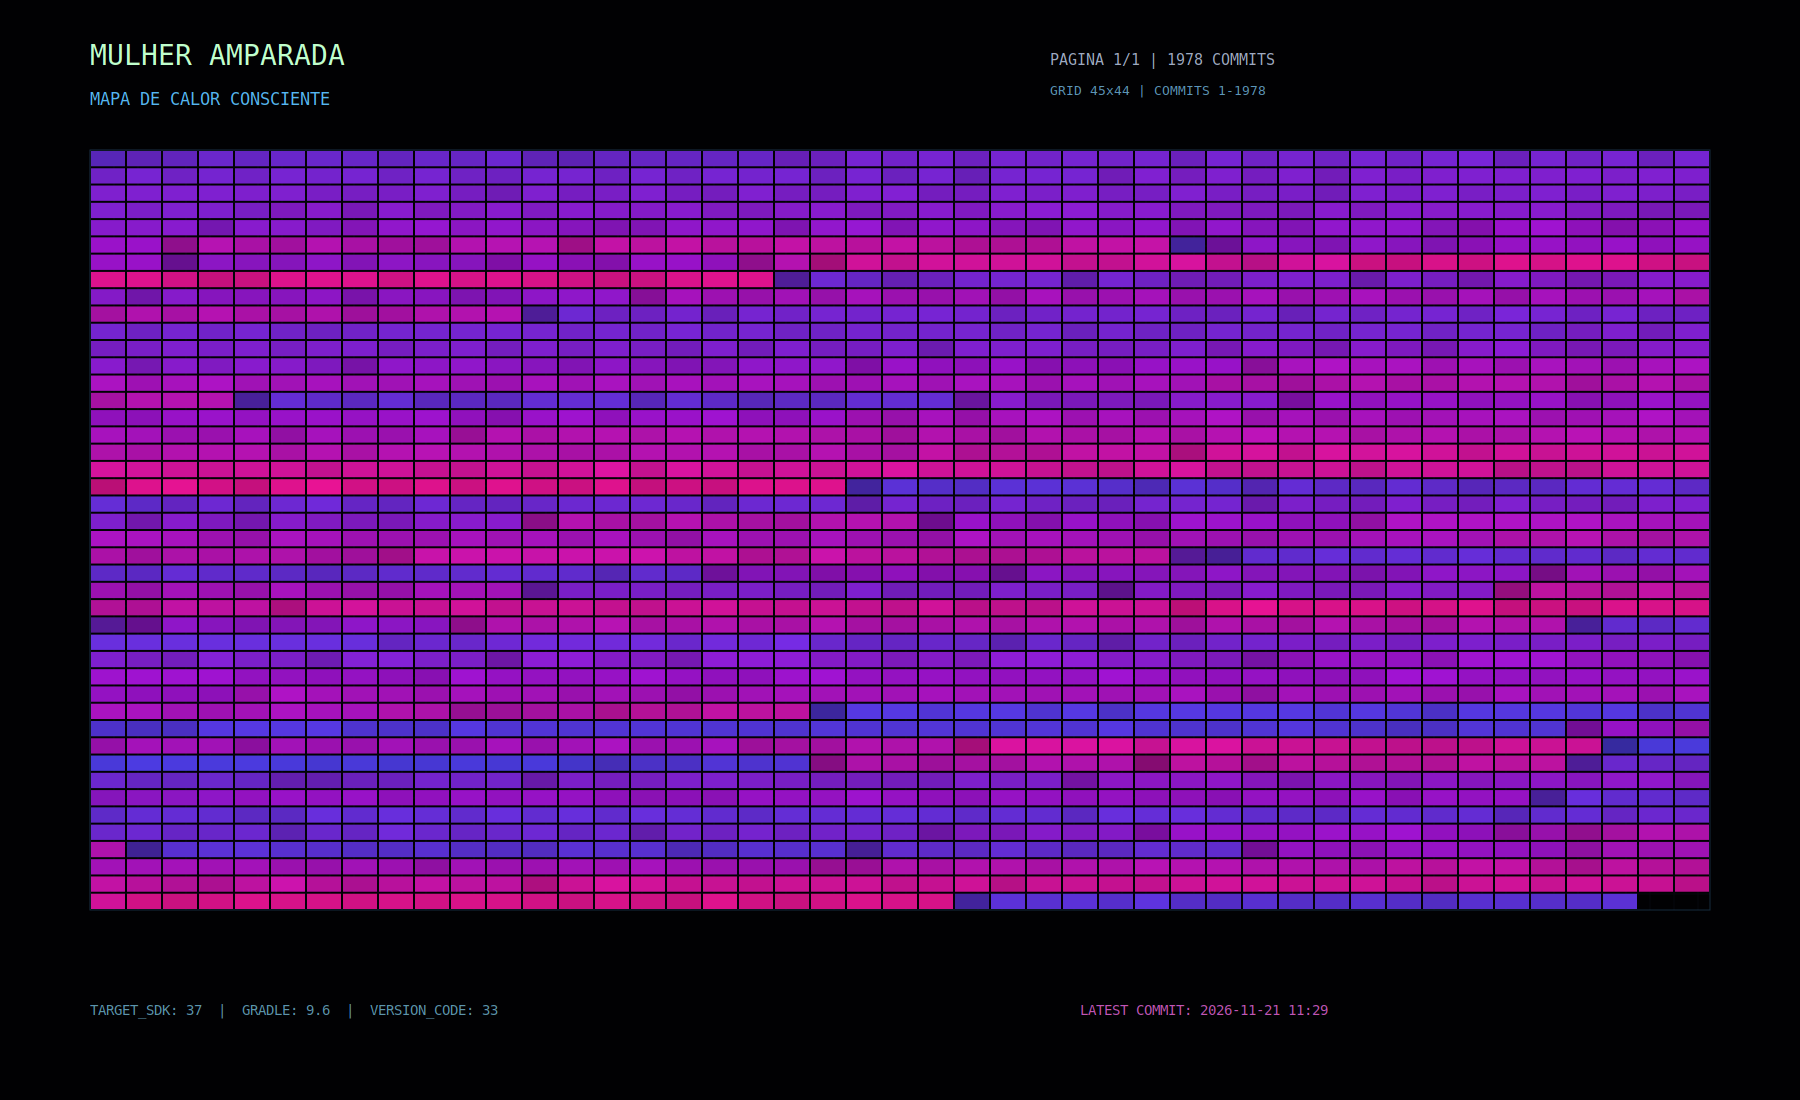 MULHER AMPARADA
MAPA DE CALOR CONSCIENTE
PAGINA 1/1 | 1978 COMMITS
GRID 45x44 | COMMITS 1-1978
TARGET_SDK: 37 | GRADLE: 9.6 | VERSION_CODE: 33
LATEST COMMIT: 2026-11-21 11:29